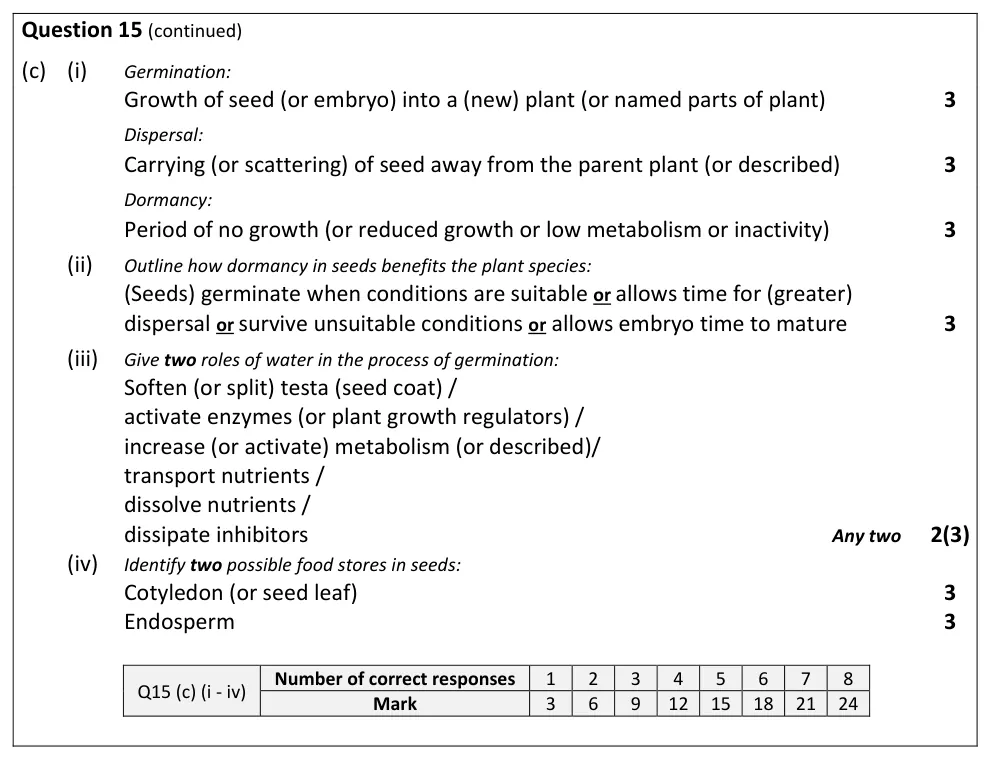 Question 15 (continued)
(c) (i) Germination:
Growth of seed (or embryo) into a (new) plant (or named parts of plant) 3
Dispersal:
Carrying (or scattering) of seed away from the parent plant (or described) 3
Dormancy:
Period of no growth (or reduced growth or low metabolism or inactivity) 3
(ii) Outline how dormancy in seeds benefits the plant species:
(Seeds) germinate when conditions are suitable or allows time for (greater)
dispersal or survive unsuitable conditions or allows embryo time to mature 3
(iii) Give two roles of water in the process of germination:
Soften (or split) testa (seed coat) /
activate enzymes (or plant growth regulators) /
increase (or activate) metabolism (or described)/
transport nutrients /
dissolve nutrients /
dissipate inhibitors Any two 2(3)
(iv) Identify two possible food stores in seeds:
Cotyledon (or seed leaf) 3
Endosperm 3
Q15 (c) (i - iv)
Number of correct responses 1 2 3 4 5 6 7 8
Mark 3 6 9 12 15 18 21 24